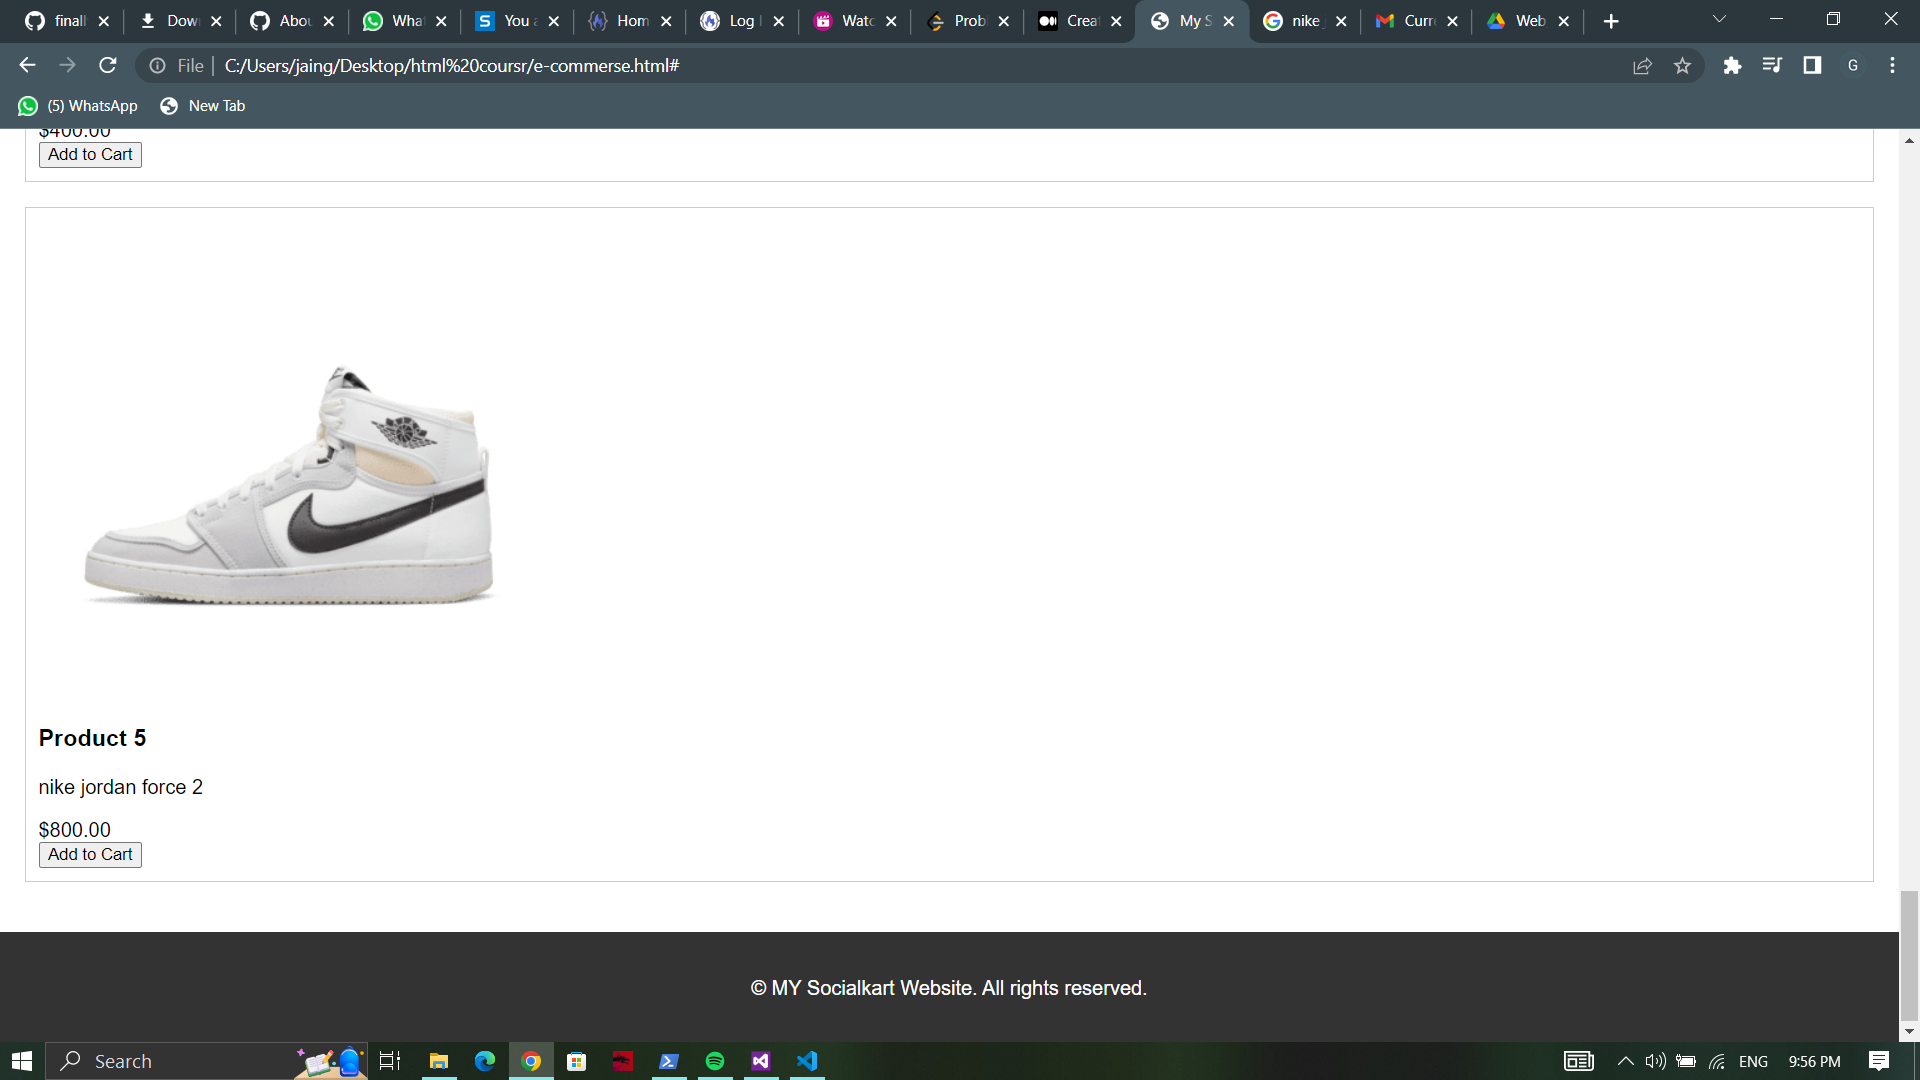 finall
Dow
Abou
What
S You a
Hom
Log I
Watc
Prob
Crea
My S
nike j
Curre
Web
File C:/Users/jaing/Desktop/html%20coursr/e-commerse.html#
G
(5) WhatsApp New Tab
$400.00
Add to Cart
Product 5
nike jordan force 2
$800.00
Add to Cart
© MY Socialkart Website. All rights reserved.
Search
ENG 9:56 PM